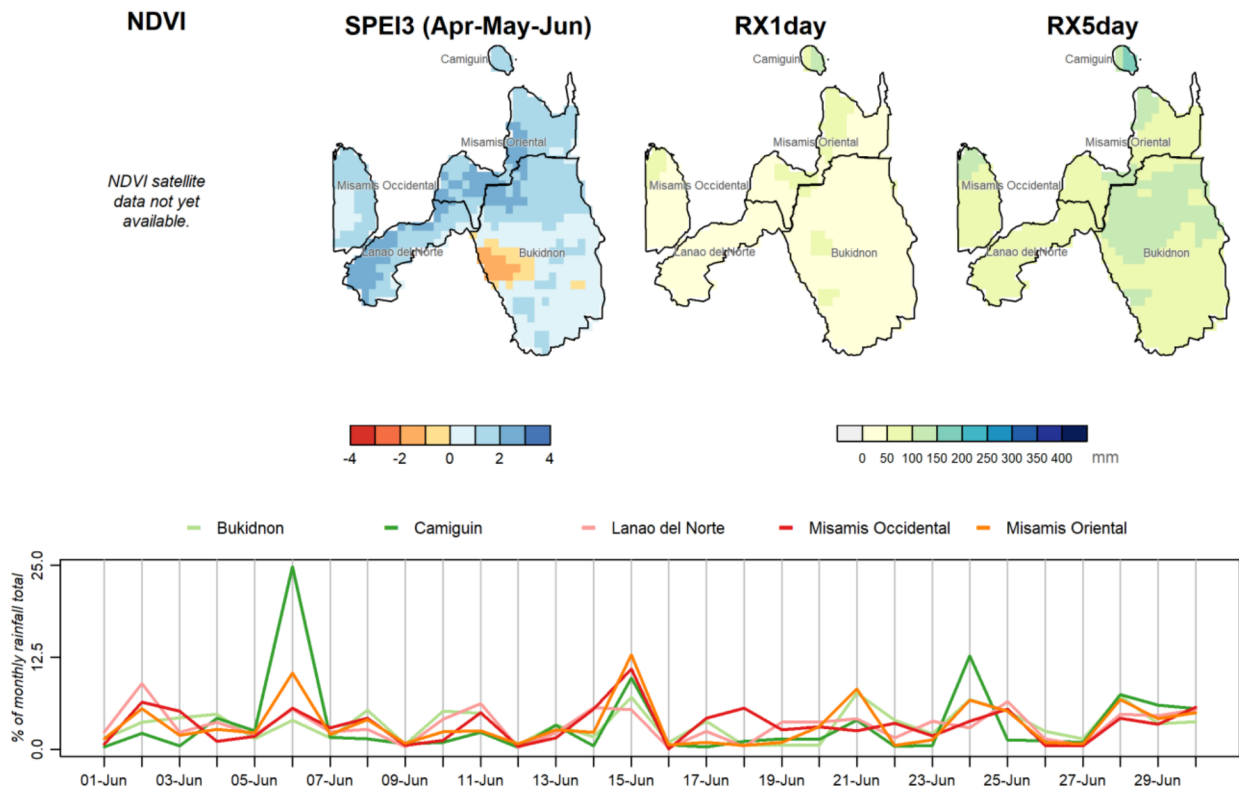 NDVI
SPEI3 (Apr-May-Jun)
RX1day
RX5day
Camiguin
Camiguin
Camiguin
Misamis Oriental
Misamis Oriental
Misamis Oriental
NDVI satellite
data not yet
available.
Misamis Occidental
Misamis Occidental
Misamis Occidental
Lanao del Norte
Bukidnon
Lanao del Norte
Bukidnon
Lanao del Norte
Bukidnon
-4 -2 0 2 4
0 50 100 150 200 250 300 350 400 mm
Bukidnon Camiguin Lanao del Norte Misamis Occidental Misamis Oriental
% of monthly rainfall total
25.0
12.5
0.0
01-Jun 03-Jun 05-Jun 07-Jun 09-Jun 11-Jun 13-Jun 15-Jun 17-Jun 19-Jun 21-Jun 23-Jun 25-Jun 27-Jun 29-Jun